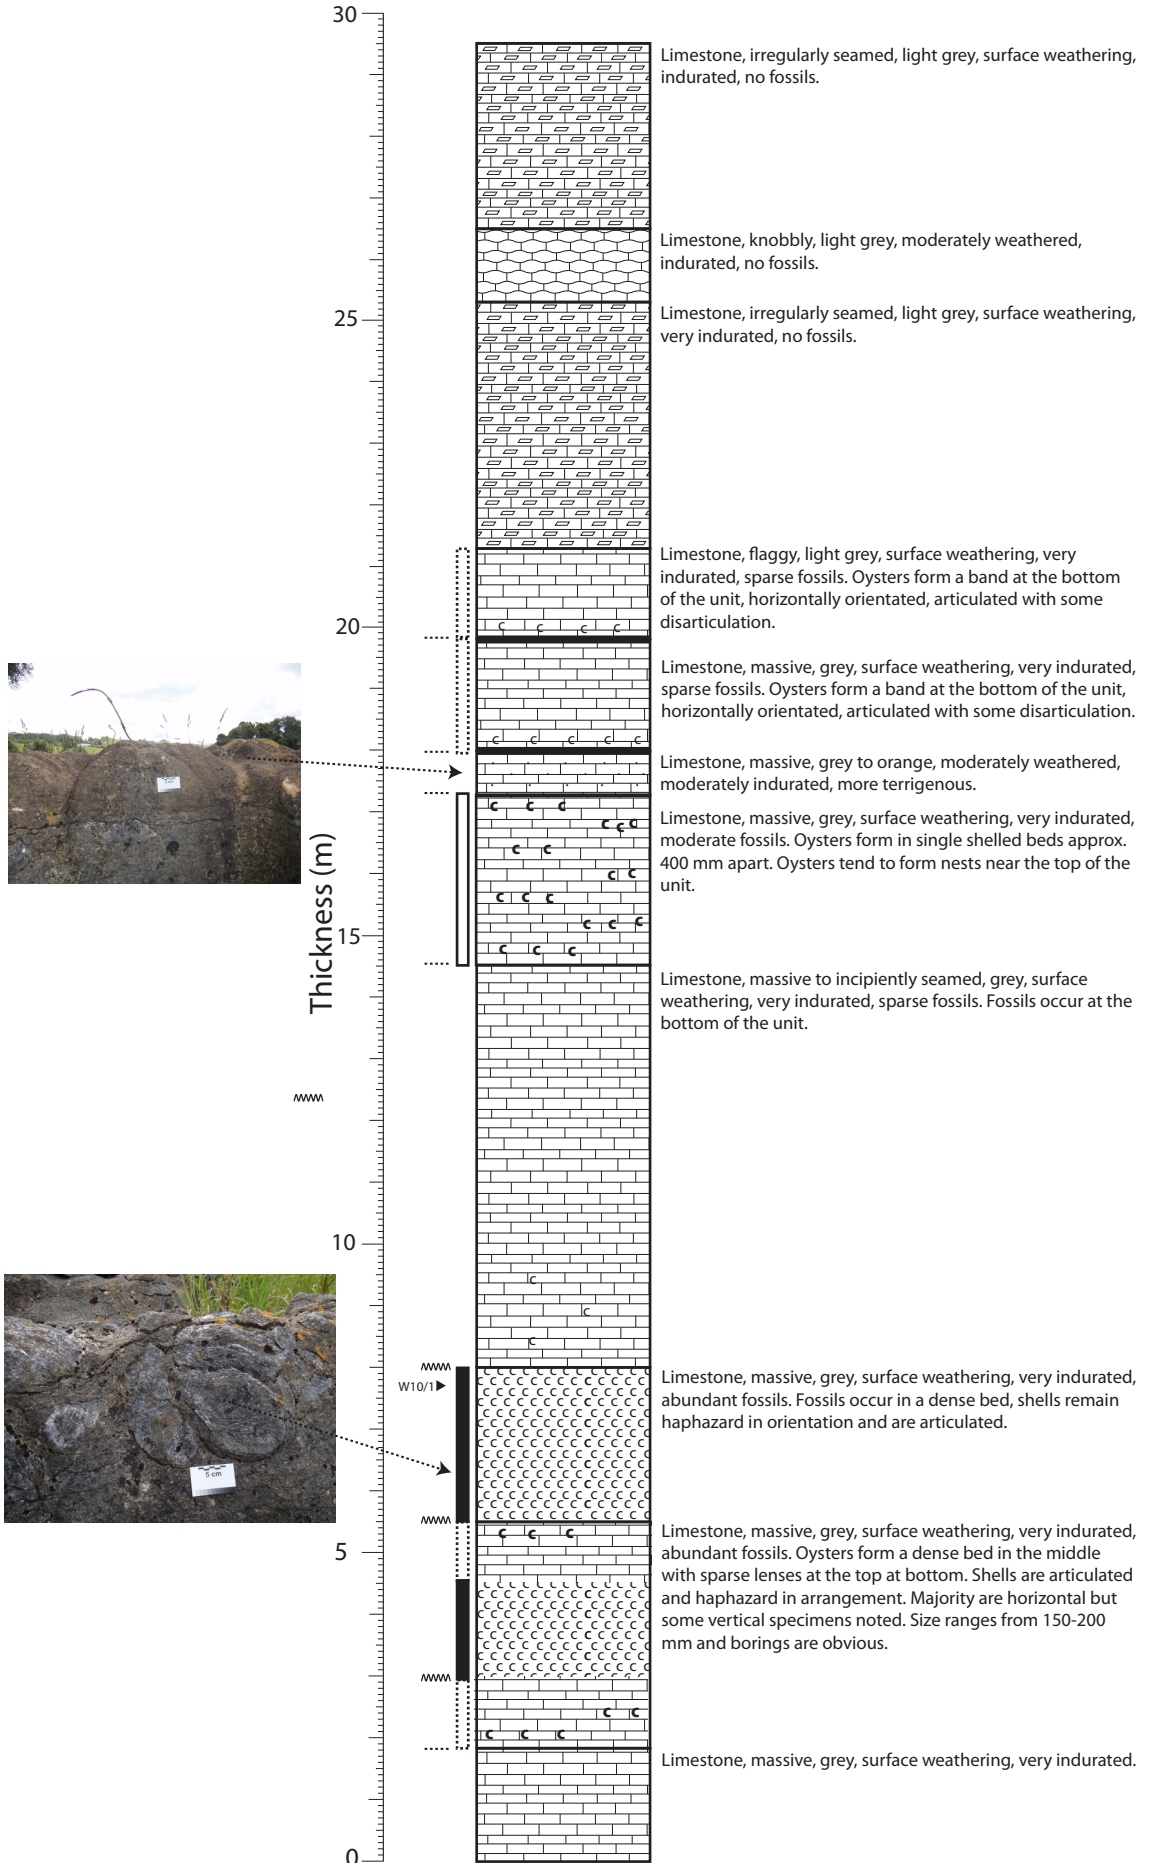 30
Limestone, irregularly seamed, light grey, surface weathering,
indurated, no fossils.
Limestone, knobbly, light grey, moderately weathered,
indurated, no fossils.
25
Limestone, irregularly seamed, light grey, surface weathering,
very indurated, no fossils.
Limestone, flaggy, light grey, surface weathering, very
indurated, sparse fossils. Oysters form a band at the bottom
of the unit, horizontally orientated, articulated with some
disarticulation.
20
Limestone, massive, grey, surface weathering, very indurated,
sparse fossils. Oysters form a band at the bottom of the unit,
horizontally orientated, articulated with some disarticulation.
Limestone, massive, grey to orange, moderately weathered,
moderately indurated, more terrigenous.
Limestone, massive, grey, surface weathering, very indurated,
moderate fossils. Oysters form in single shelled beds approx.
400 mm apart. Oysters tend to form nests near the top of the
unit.
Thickness (m)
15
Limestone, massive to incipiently seamed, grey, surface
weathering, very indurated, sparse fossils. Fossils occur at the
bottom of the unit.
10
W10/1
Limestone, massive, grey, surface weathering, very indurated,
abundant fossils. Fossils occur in a dense bed, shells remain
haphazard in orientation and are articulated.
5 cm
5
Limestone, massive, grey, surface weathering, very indurated,
abundant fossils. Oysters form a dense bed in the middle
with sparse lenses at the top at bottom. Shells are articulated
and haphazard in arrangement. Majority are horizontal but
some vertical specimens noted. Size ranges from 150-200
mm and borings are obvious.
Limestone, massive, grey, surface weathering, very indurated.
0